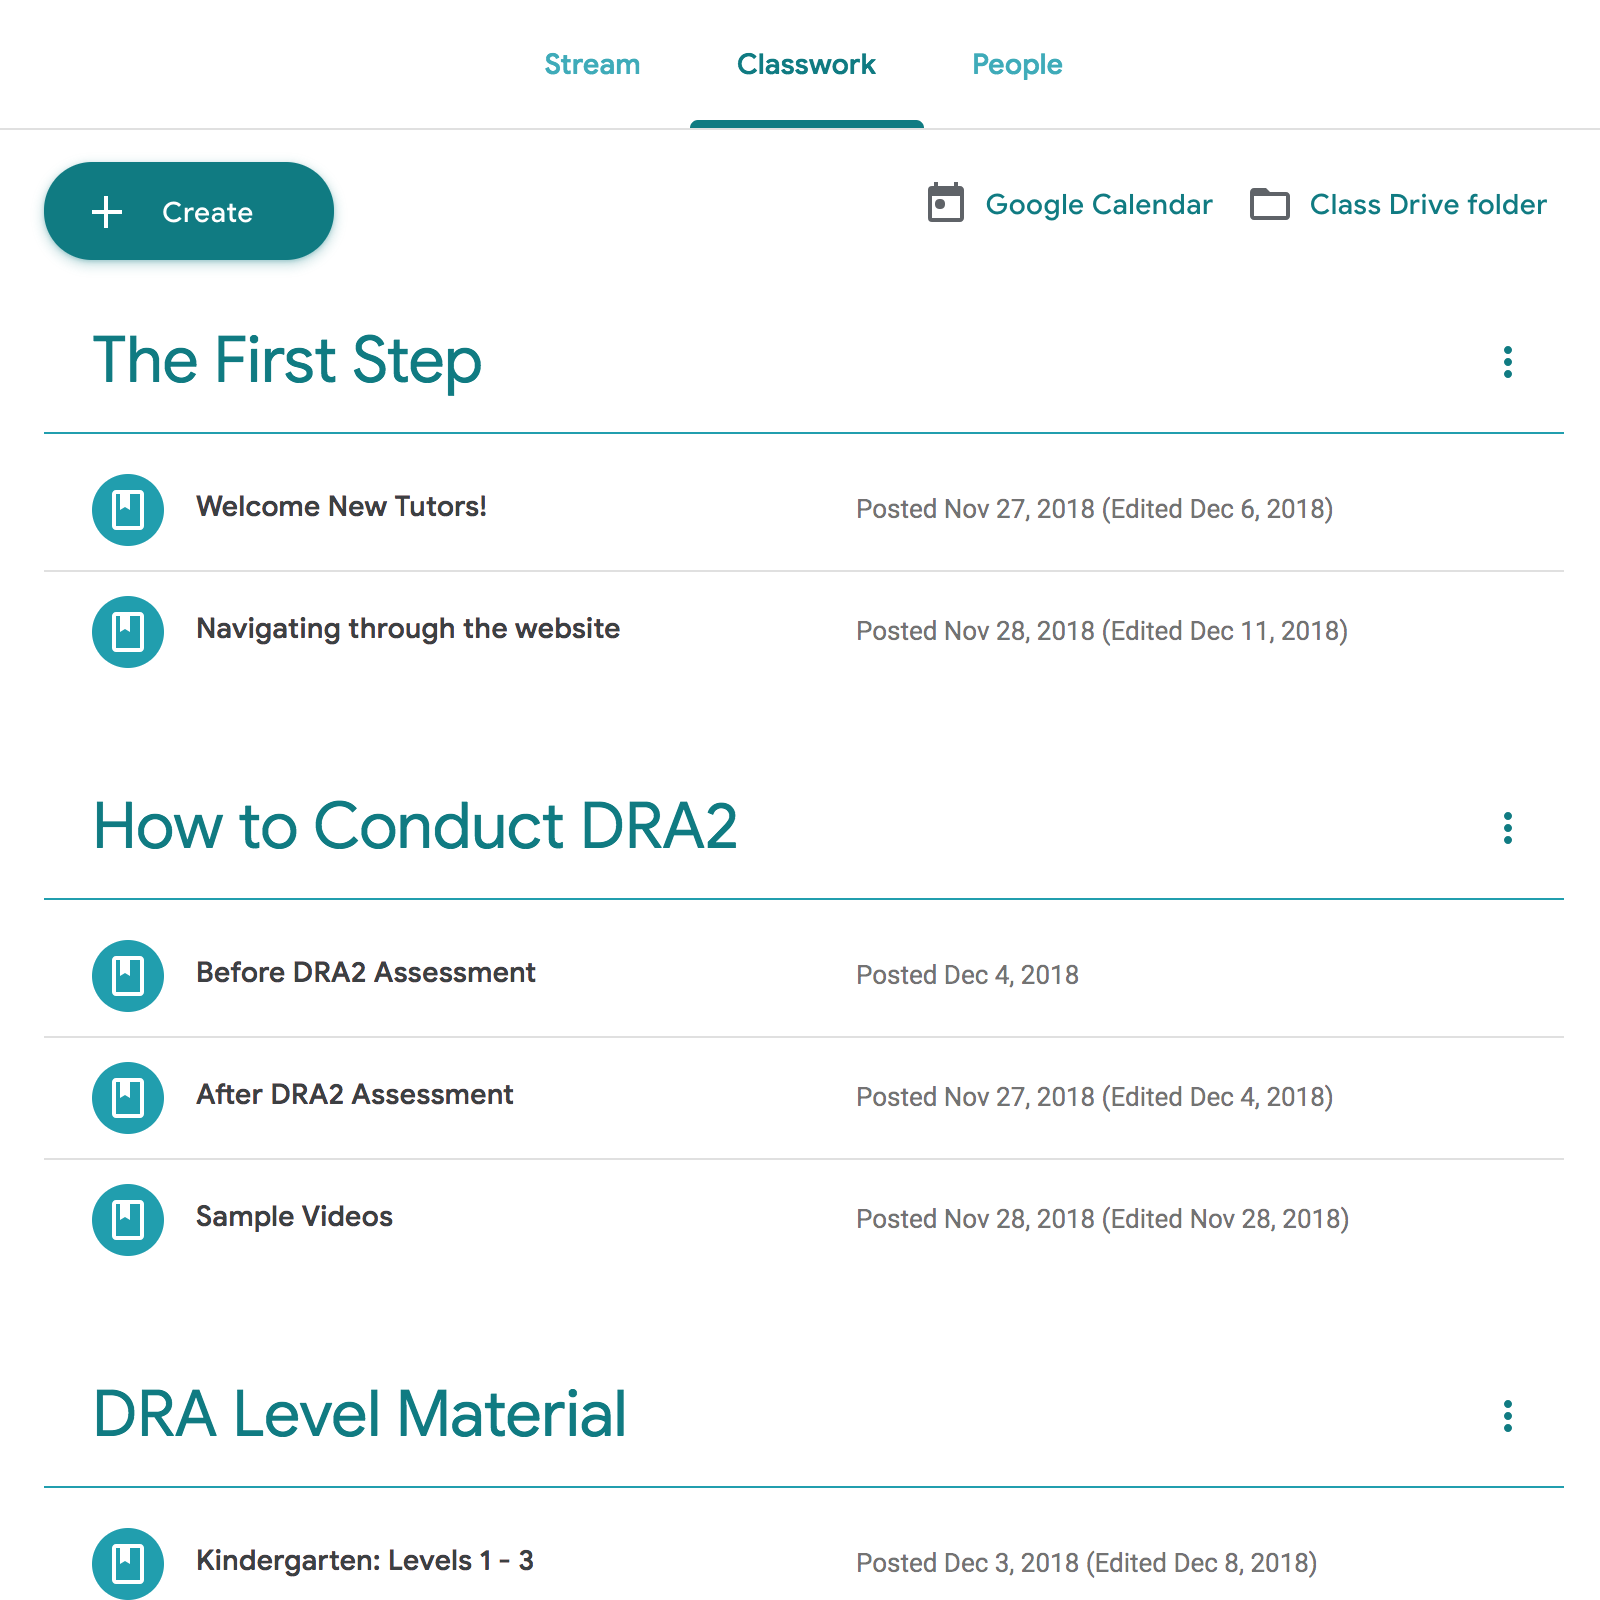 Stream Classwork People
Create
Google Calendar Class Drive folder
The First Step
Welcome New Tutors! Posted Nov 27, 2018 (Edited Dec 6, 2018)
Navigating through the website Posted Nov 28, 2018 (Edited Dec 11, 2018)
How to Conduct DRA2
Before DRA2 Assessment Posted Dec 4, 2018
After DRA2 Assessment Posted Nov 27, 2018 (Edited Dec 4, 2018)
Sample Videos Posted Nov 28, 2018 (Edited Nov 28, 2018)
DRA Level Material
Kindergarten: Levels 1 - 3 Posted Dec 3, 2018 (Edited Dec 8, 2018)